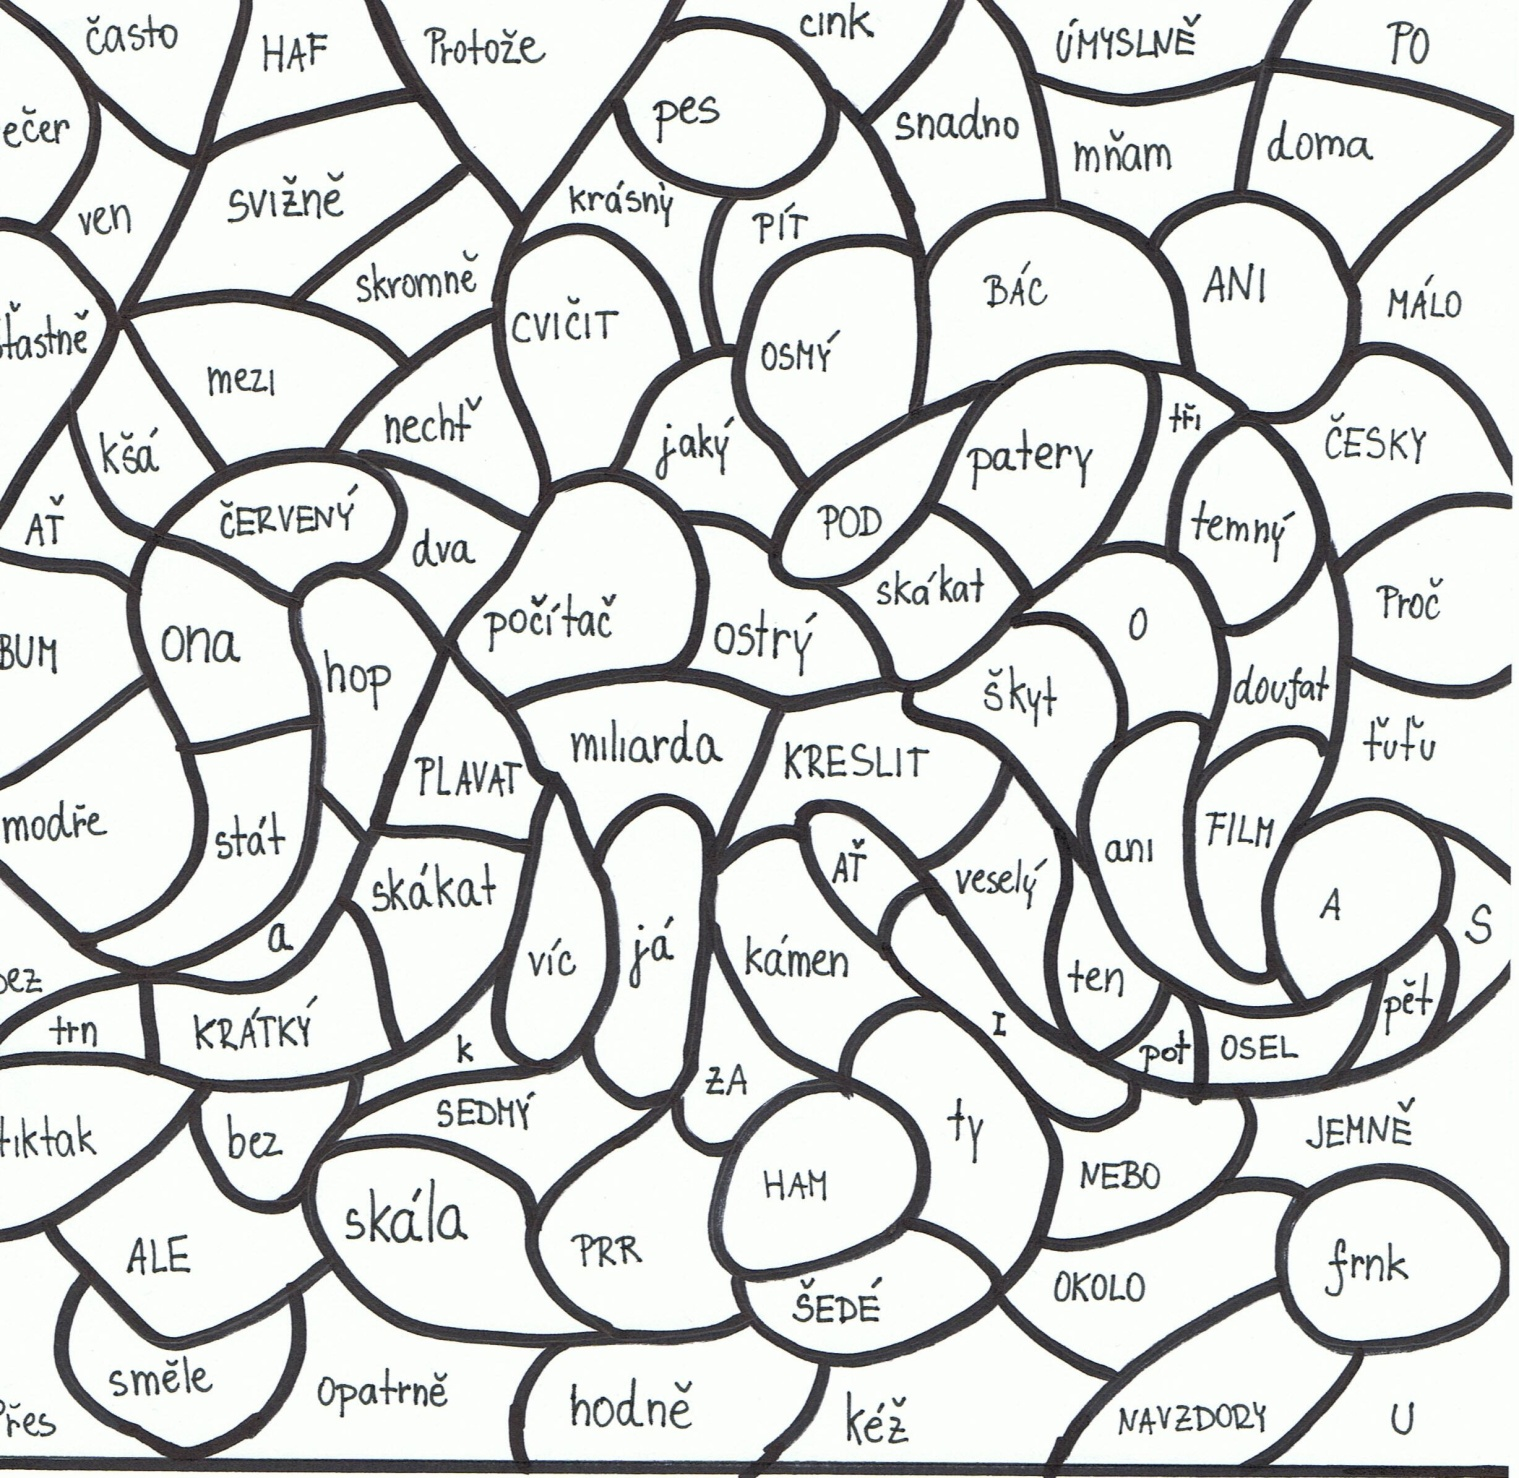 často
HAF
Protože
cink
ÚMYSLNĚ
PO
ečer
pes
snadno
mňam
doma
ven
svižně
krásný
PÍT
skromně
BÁC
ANI
MÁLO
šťastně
CVIČIT
OSMÝ
mezi
nechť
jaký
tři
ČESKY
kšá
patery
AŤ
ČERVENÝ
dva
POD
temný
skákat
Proč
BUM
ona
hop
počítač
ostrý
O
škyt
doufat
ťuťu
miliarda
KRESLIT
PLAVAT
modře
stát
skákat
AŤ
veselý
ani
FILM
A
S
a
víc
já
kámen
ten
bez
trn
KRÁTKÝ
k
I
pot
OSEL
pět
ZA
tiktak
bez
SEDMÝ
ty
NEBO
JEMNĚ
skála
HAM
ALE
PRR
ŠEDÉ
OKOLO
frnk
směle
opatrně
hodně
kéž
NAVZDORY
U
Přes